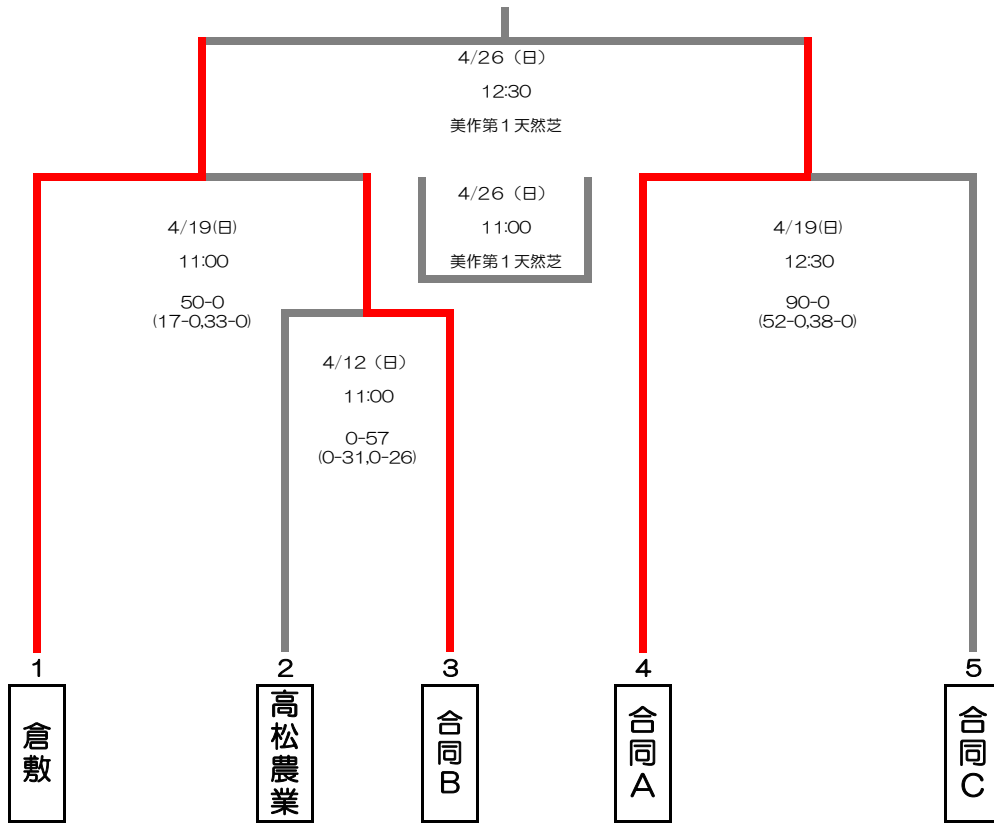 4/26（日）
12:30
美作第１天然芝
4/26（日）
11:00
美作第１天然芝
4/19(日)
11:00
50-0
(17-0,33-0)
4/19(日)
12:30
90-0
(52-0,38-0)
4/12（日）
11:00
0-57
(0-31,0-26)
1
2
3
4
5
倉敷
高松農業
合同B
合同A
合同C